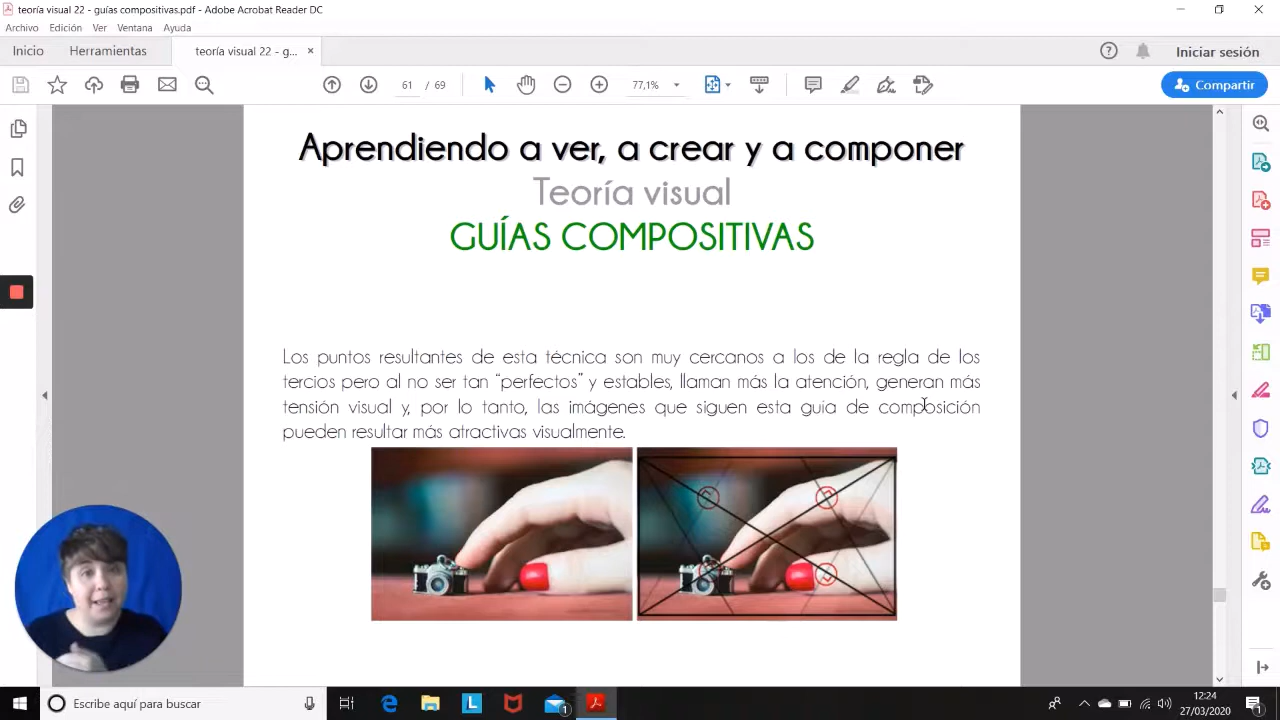 teoría visual 22 - guías compositivas.pdf - Adobe Acrobat Reader DC
Archivo Edición Ver Ventana Ayuda
Inicio Herramientas teoría visual 22 - g... × Iniciar sesión
61 / 69 77,1% Compartir
Aprendiendo a ver, a crear y a componer
Teoría visual
GUÍAS COMPOSITIVAS
Los puntos resultantes de esta técnica son muy cercanos a los de la regla de los
tercios pero al no ser tan “perfectos” y estables, llaman más la atención, generan más
tensión visual y, por lo tanto, las imágenes que siguen esta guía de composición
pueden resultar más atractivas visualmente.
Escribe aquí para buscar
12:24
27/03/2020